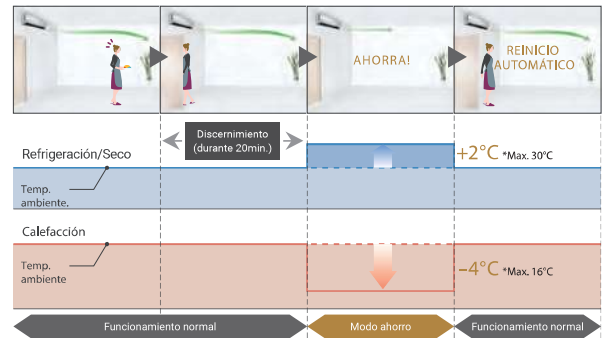 AHORRA!
REINICIO
AUTOMÁTICO
Discernimiento
(durante 20min.)
Refrigeración/Seco
+2°C *Max. 30°C
Temp.
ambiente.
Calefacción
Temp.
ambiente
–4°C *Max. 16°C
Funcionamiento normal
Modo ahorro
Funcionamiento normal